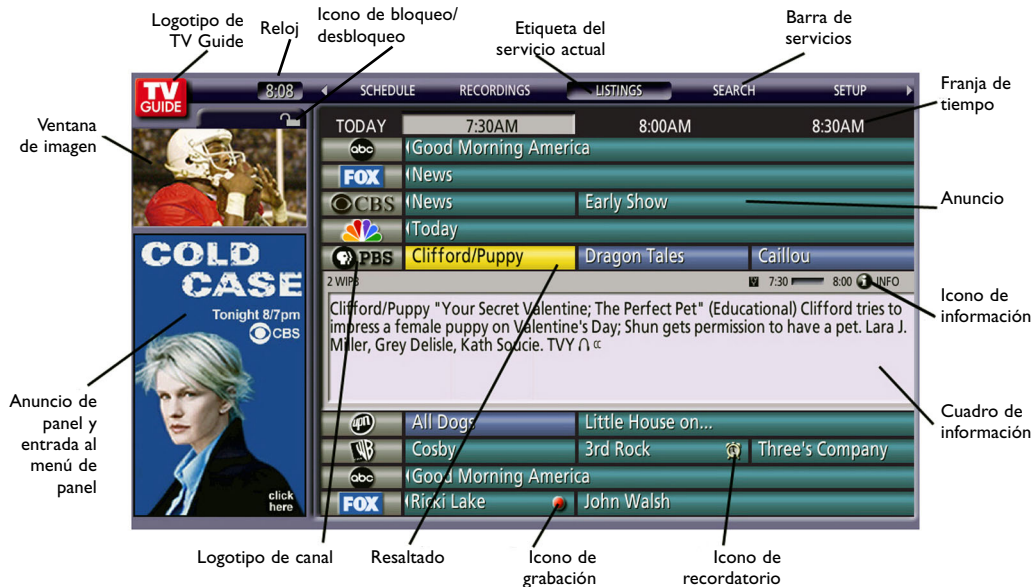 Logotipo de
TV Guide
Reloj
Icono de bloqueo/
desbloqueo
Etiqueta del
servicio actual
Barra de
servicios
Franja de
tiempo
Ventana
de imagen
Anuncio
Icono de
información
Cuadro de
información
Anuncio de
panel y
entrada al
menú de
panel
Logotipo de canal
Resaltado
Icono de
grabación
Icono de
recordatorio
TV
GUIDE
8:08
SCHEDULE RECORDINGS LISTINGS SEARCH SETUP
TODAY 7:30AM 8:00AM 8:30AM
abc Good Morning America
FOX News
CBS News Early Show
Today
PBS Clifford/Puppy Dragon Tales Caillou
2 WIPB 7:30 8:00 i INFO
Clifford/Puppy "Your Secret Valentine; The Perfect Pet" (Educational) Clifford tries to
impress a female puppy on Valentine's Day; Shun gets permission to have a pet. Lara J.
Miller, Grey Delisle, Kath Soucie. TVY
upn All Dogs Little House on...
WB Cosby 3rd Rock Three's Company
abc Good Morning America
FOX Ricki Lake John Walsh
COLD
CASE
Tonight 8/7pm
CBS
click
here